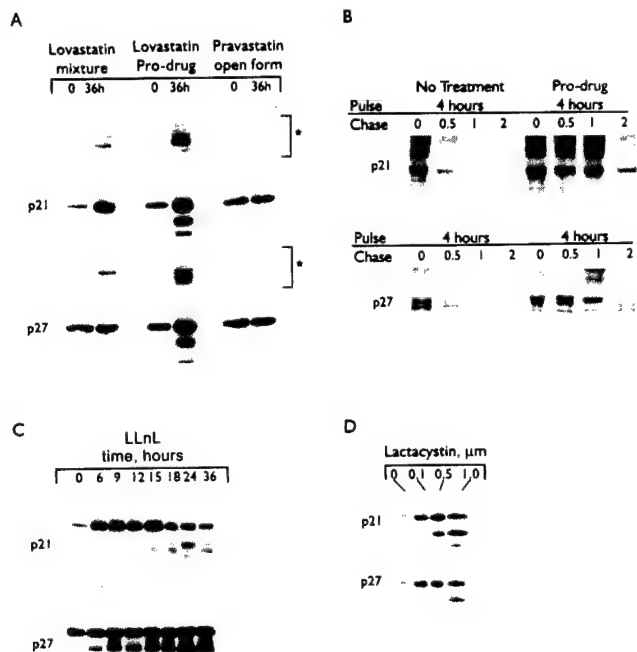 A
Lovastatin mixture Lovastatin Pro-drug Pravastatin open form
0 36h 0 36h 0 36h
*
p21
*
p27
B
No Treatment Pro-drug
Pulse 4 hours 4 hours
Chase 0 0.5 1 2 0 0.5 1 2
p21
Pulse 4 hours 4 hours
Chase 0 0.5 1 2 0 0.5 1 2
p27
C
LLnL
time, hours
0 6 9 12 15 18 24 36
p21
p27
D
Lactacystin, μm
0 0.1 0.5 1.0
p21
p27